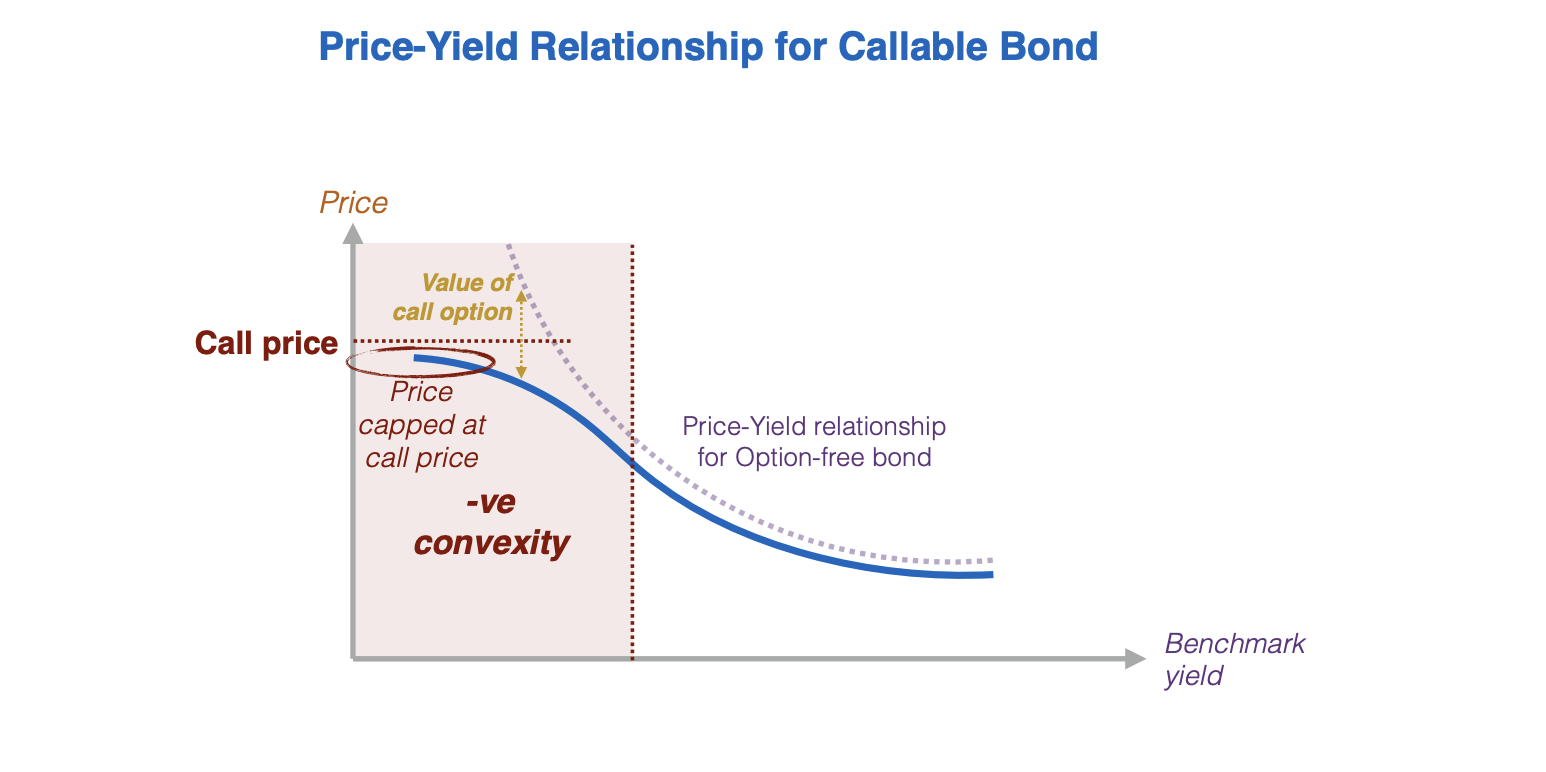 Price-Yield Relationship for Callable Bond
Price
Value of
call option
Call price
Price
capped at
call price
Price-Yield relationship
for Option-free bond
-ve
convexity
Benchmark
yield